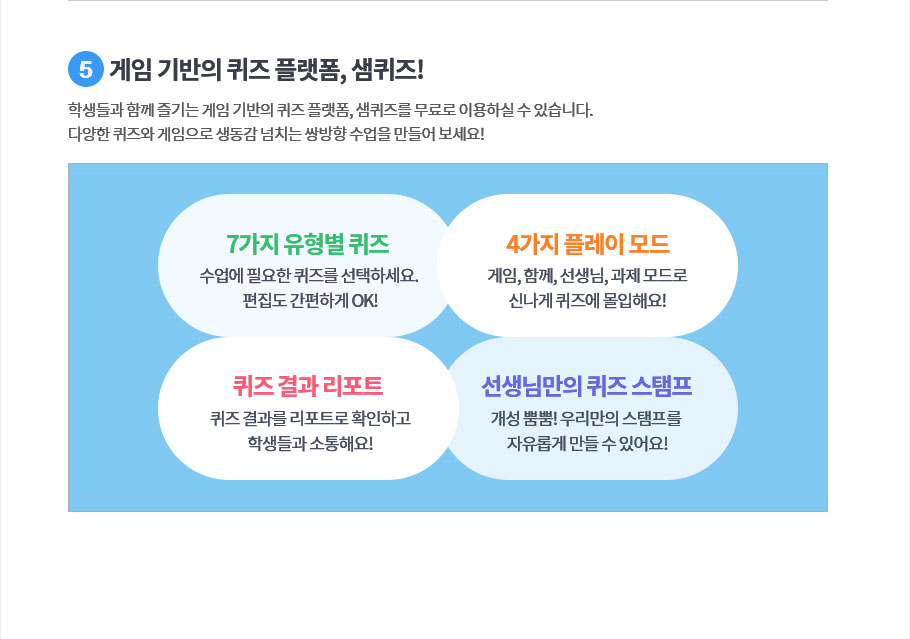 5 게임 기반의 퀴즈 플랫폼, 샘퀴즈!
학생들과 함께 즐기는 게임 기반의 퀴즈 플랫폼, 샘퀴즈를 무료로 이용하실 수 있습니다.
다양한 퀴즈와 게임으로 생동감 넘치는 쌍방향 수업을 만들어 보세요!
7가지 유형별 퀴즈
수업에 필요한 퀴즈를 선택하세요.
편집도 간편하게 OK!
4가지 플레이 모드
게임, 함께, 선생님, 과제 모드로
신나게 퀴즈에 몰입해요!
퀴즈 결과 리포트
퀴즈 결과를 리포트로 확인하고
학생들과 소통해요!
선생님만의 퀴즈 스탬프
개성 뿜뿜! 우리만의 스탬프를
자유롭게 만들 수 있어요!